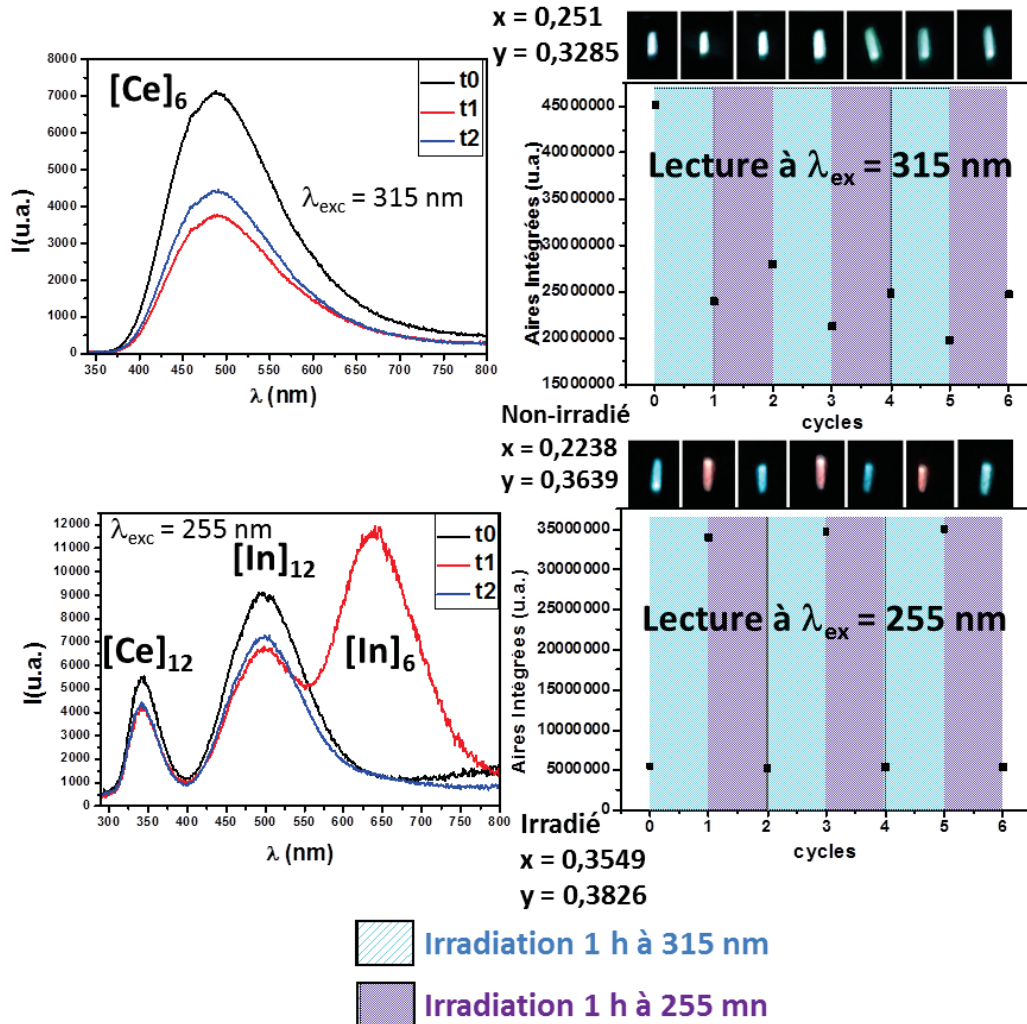 x = 0,251
y = 0,3285
8000
7000
6000
5000
4000
3000
2000
1000
0
I(u.a.)
[Ce]6
t0
t1
t2
λexc = 315 nm
350 400 450 500 550 600 650 700 750 800
λ (nm)
45000000
40000000
35000000
30000000
25000000
20000000
15000000
Aires Intégrées (u.a.)
Lecture à λex = 315 nm
0 1 2 3 4 5 6
cycles
Non-irradié
x = 0,2238
y = 0,3639
12000
11000
10000
9000
8000
7000
6000
5000
4000
3000
2000
1000
0
I(u.a.)
λexc = 255 nm
[In]12
t0
t1
t2
[Ce]12
[In]6
300 350 400 450 500 550 600 650 700 750 800
λ (nm)
35000000
30000000
25000000
20000000
15000000
10000000
5000000
0
Aires Intégrées (u.a.)
Lecture à λex = 255 nm
0 1 2 3 4 5 6
cycles
Irradié
x = 0,3549
y = 0,3826
Irradiation 1 h à 315 nm
Irradiation 1 h à 255 mn